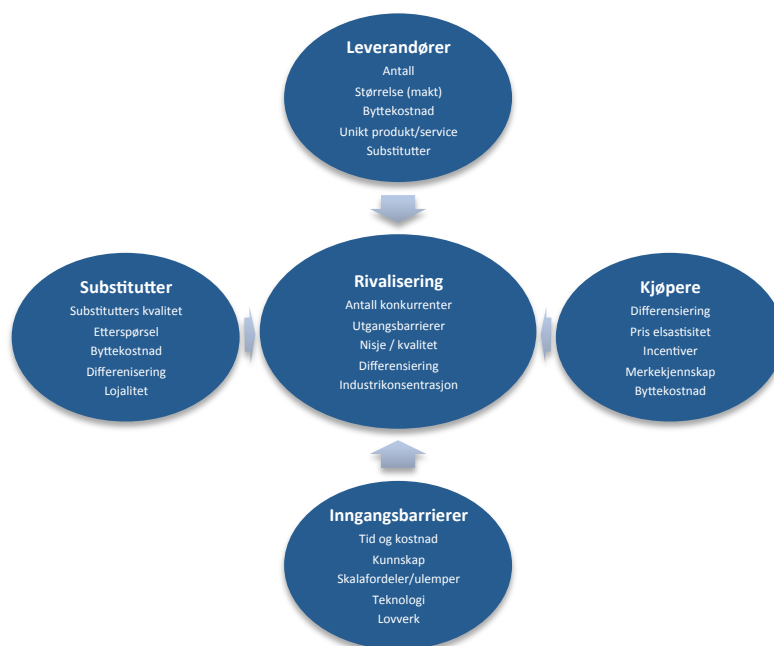 Leverandører
Antall
Størrelse (makt)
Byttekostnad
Unikt produkt/service
Substitutter
Substitutter
Substitutters kvalitet
Etterspørsel
Byttekostnad
Differenisering
Lojalitet
Rivalisering
Antall konkurrenter
Utgangsbarrierer
Nisje / kvalitet
Differensiering
Industrikonsentrasjon
Kjøpere
Differensiering
Pris elsastisitet
Incentiver
Merkekjennskap
Byttekostnad
Inngangsbarrierer
Tid og kostnad
Kunnskap
Skalafordeler/ulemper
Teknologi
Lovverk